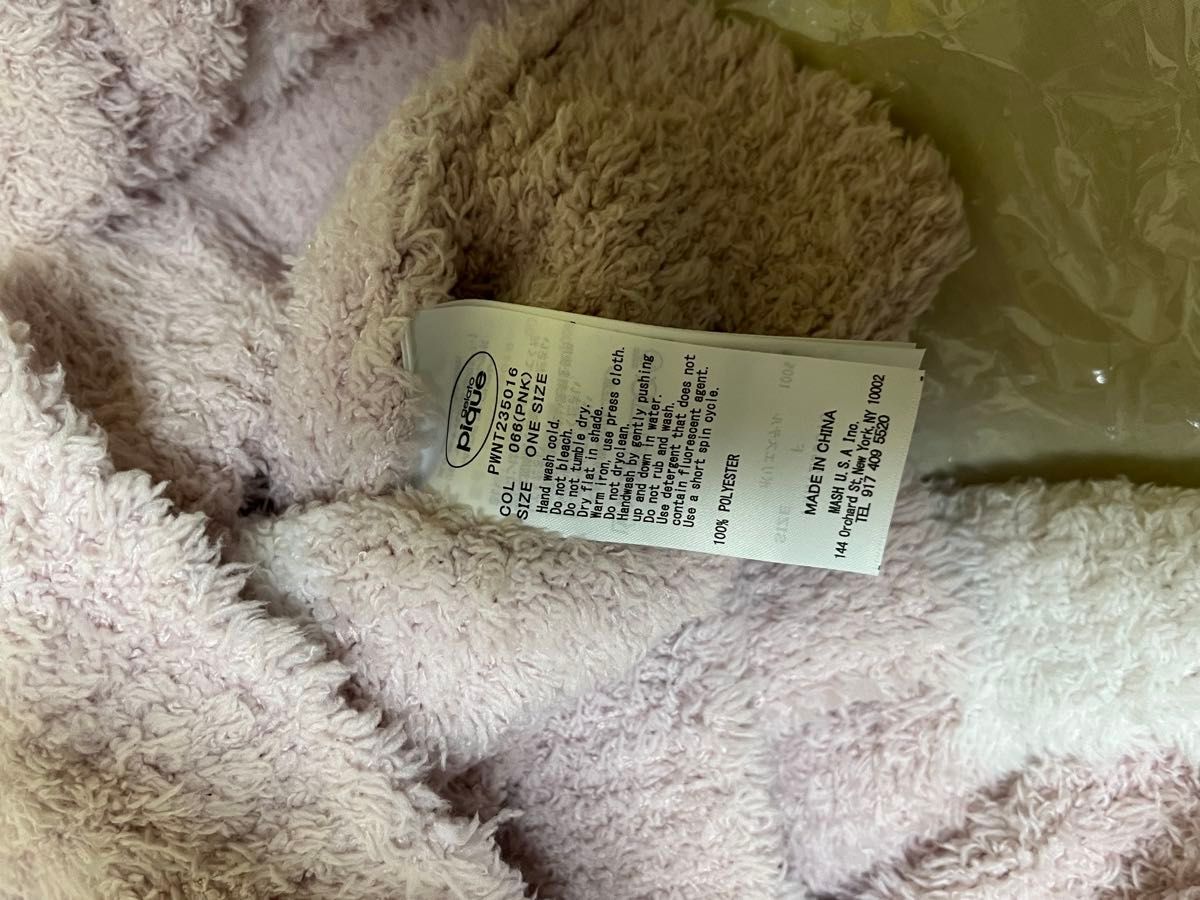 gelato
pique
PWNT235016
COL 066(PNK)
SIZE ONE SIZE
Hand wash cold.
Do not bleach.
Do not tumble dry.
Dry flat in shade.
Warm iron, use press cloth.
Do not dryclean.
Handwash by gently pushing
up and down in water.
Do not rub and wash.
Use detergent that does not
contain fluorescent agent.
Use a short spin cycle.
100% POLYESTER
MADE IN CHINA
MASH U.S.A Inc.
144 Orchard St, New York, NY 10002
TEL 917 409 5520